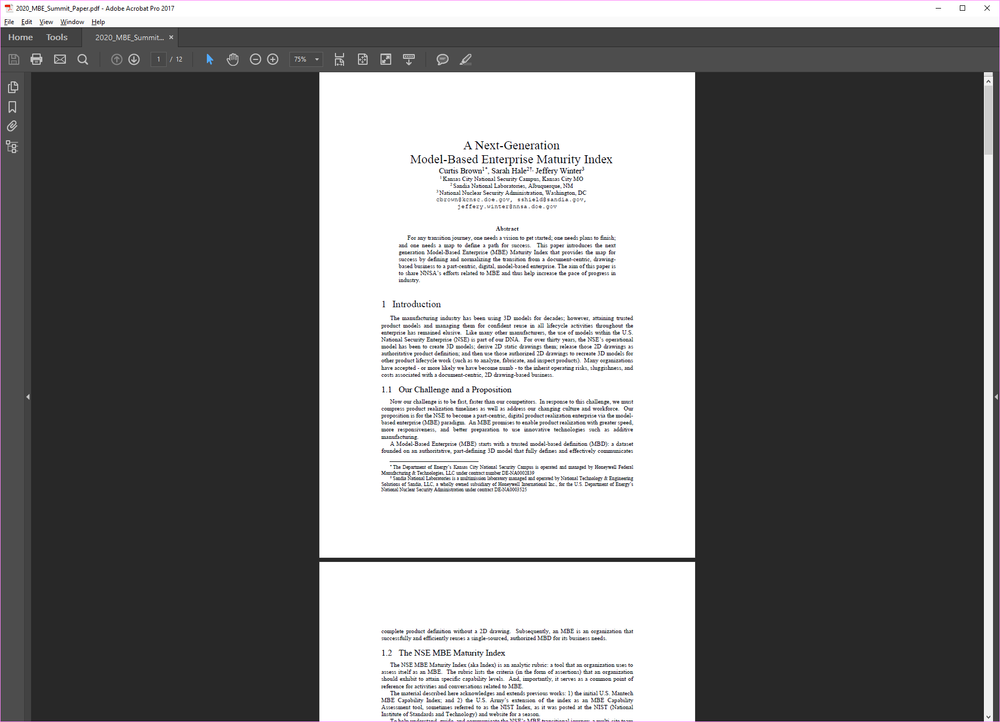 2020_MBE_Summit_Paper.pdf - Adobe Acrobat Pro 2017
File Edit View Window Help
Home Tools 2020_MBE_Summit... ×
1 / 12 75%
A Next-Generation
Model-Based Enterprise Maturity Index
Curtis Brown1*, Sarah Hale2†, Jeffery Winter3
1 Kansas City National Security Campus, Kansas City MO
2 Sandia National Laboratories, Albuquerque, NM
3 National Nuclear Security Administration, Washington, DC
cbrown@kcnsc.doe.gov, sshield@sandia.gov,
jeffery.winter@nnsa.doe.gov
Abstract
For any transition journey, one needs a vision to get started; one needs plans to finish;
and one needs a map to define a path for success. This paper introduces the next
generation Model-Based Enterprise (MBE) Maturity Index that provides the map for
success by defining and normalizing the transition from a document-centric, drawing-
based business to a part-centric, digital, model-based enterprise. The aim of this paper is
to share NNSA's efforts related to MBE and thus help increase the pace of progress in
industry.
1 Introduction
The manufacturing industry has been using 3D models for decades; however, attaining trusted
product models and managing them for confident reuse in all lifecycle activities throughout the
enterprise has remained elusive. Like many other manufacturers, the use of models within the U.S.
National Security Enterprise (NSE) is part of our DNA. For over thirty years, the NSE's operational
model has been to create 3D models; derive 2D static drawings them; release those 2D drawings as
authoritative product definition; and then use those authorized 2D drawings to recreate 3D models for
other product lifecycle work (such as to analyze, fabricate, and inspect products). Many organizations
have accepted - or more likely we have become numb - to the inherit operating risks, sluggishness, and
costs associated with a document-centric, 2D drawing-based business.
1.1 Our Challenge and a Proposition
Now our challenge is to be fast, faster than our competitors. In response to this challenge, we must
compress product realization timelines as well as address our changing culture and workforce. Our
proposition is for the NSE to become a part-centric, digital product realization enterprise via the model-
based enterprise (MBE) paradigm. An MBE promises to enable product realization with greater speed,
more responsiveness, and better preparation to use innovative technologies such as additive
manufacturing.
A Model-Based Enterprise (MBE) starts with a trusted model-based definition (MBD): a dataset
founded on an authoritative, part-defining 3D model that fully defines and effectively communicates
* The Department of Energy's Kansas City National Security Campus is operated and managed by Honeywell Federal
Manufacturing & Technologies, LLC under contract number DE-NA0002839
† Sandia National Laboratories is a multimission laboratory managed and operated by National Technology & Engineering
Solutions of Sandia, LLC, a wholly owned subsidiary of Honeywell International Inc., for the U.S. Department of Energy's
National Nuclear Security Administration under contract DE-NA0003525
complete product definition without a 2D drawing. Subsequently, an MBE is an organization that
successfully and efficiently reuses a single-sourced, authorized MBD for its business needs.
1.2 The NSE MBE Maturity Index
The NSE MBE Maturity Index (aka Index) is an analytic rubric: a tool that an organization uses to
assess itself as an MBE. The rubric lists the criteria (in the form of assertions) that an organization
should exhibit to attain specific capability levels. And, importantly, it serves as a common point of
reference for activities and conversations related to MBE.
The material described here acknowledges and extends previous works: 1) the initial U.S. Mantech
MBE Capability Index; and 2) the U.S. Army's extension of the index as an MBE Capability
Assessment tool, sometimes referred to as the NIST Index, as it was posted at the NIST (National
Institute of Standards and Technology) and website for a season.
To help understand, guide, and communicate the NSE's MBE transitional journey, a multi-site team